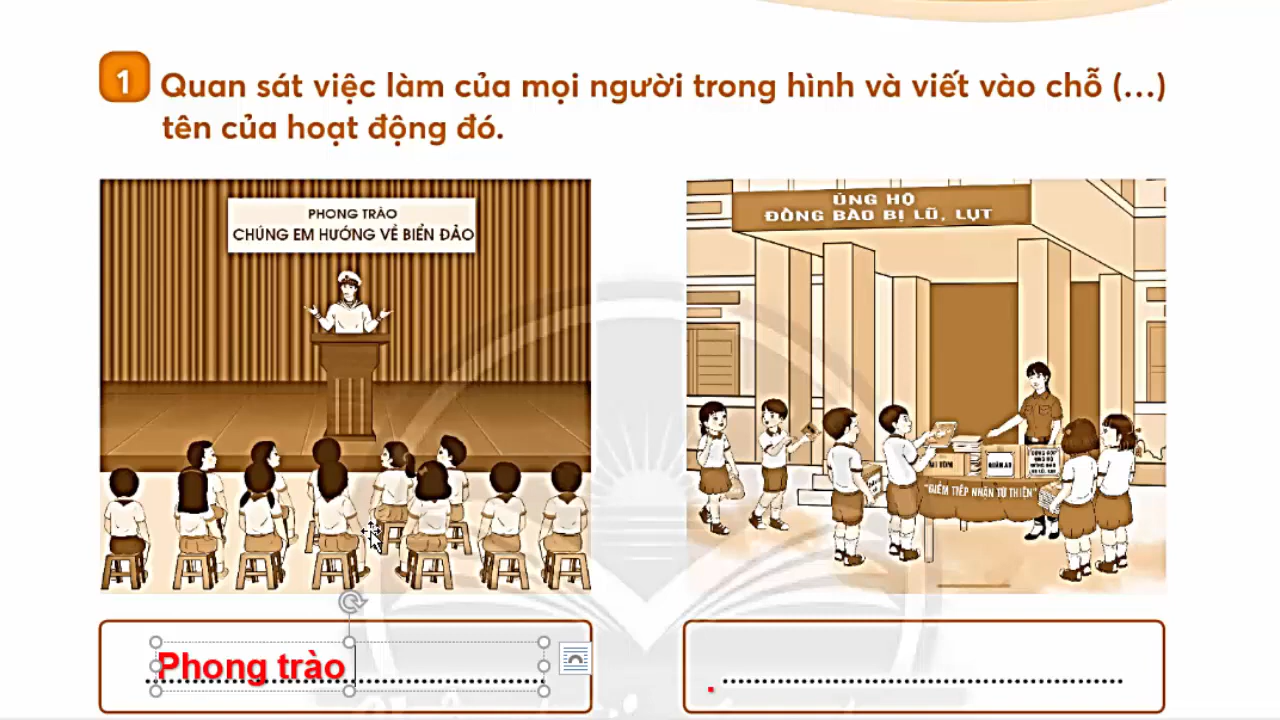 1 Quan sát việc làm của mọi người trong hình và viết vào chỗ (...)
tên của hoạt động đó.
PHONG TRÀO
CHÚNG EM HƯỚNG VỀ BIỂN ĐẢO
ỦNG HỘ
ĐỒNG BÀO BỊ LŨ, LỤT
QUẦN ÁO
"ĐIỂM TIẾP NHẬN TỪ THIỆN"
Phong trào